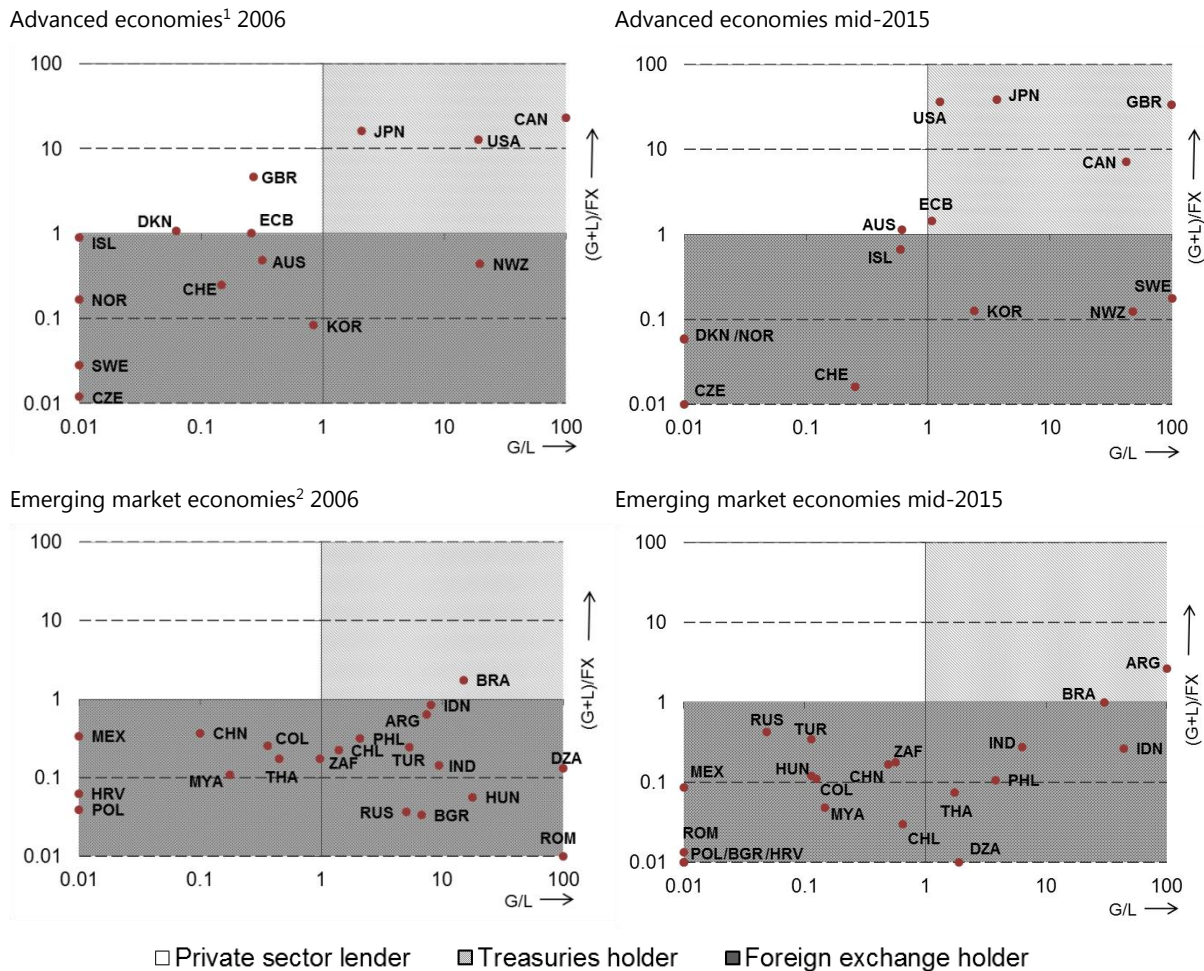 Advanced economies1 2006
100
10
1
0.1
0.01
0.01 0.1 1 10 100
G/L
(G+L)/FX
CAN
JPN
USA
GBR
DKN
ECB
ISL
AUS
NWZ
CHE
NOR
KOR
SWE
CZE
Advanced economies mid-2015
100
10
1
0.1
0.01
0.01 0.1 1 10 100
G/L
(G+L)/FX
JPN
USA
GBR
CAN
ECB
AUS
ISL
SWE
KOR
NWZ
DKN /NOR
CHE
CZE
Emerging market economies2 2006
100
10
1
0.1
0.01
0.01 0.1 1 10 100
G/L
(G+L)/FX
BRA
IDN
ARG
MEX
CHN
COL
PHL
CHL
TUR
DZA
ZAF
IND
MYA
THA
HRV
HUN
POL
RUS
BGR
ROM
Emerging market economies mid-2015
100
10
1
0.1
0.01
0.01 0.1 1 10 100
G/L
(G+L)/FX
ARG
BRA
RUS
TUR
IND
IDN
ZAF
HUN
CHN
MEX
COL
PHL
MYA
THA
ROM
CHL
DZA
POL/BGR/HRV
Private sector lender Treasuries holder Foreign exchange holder